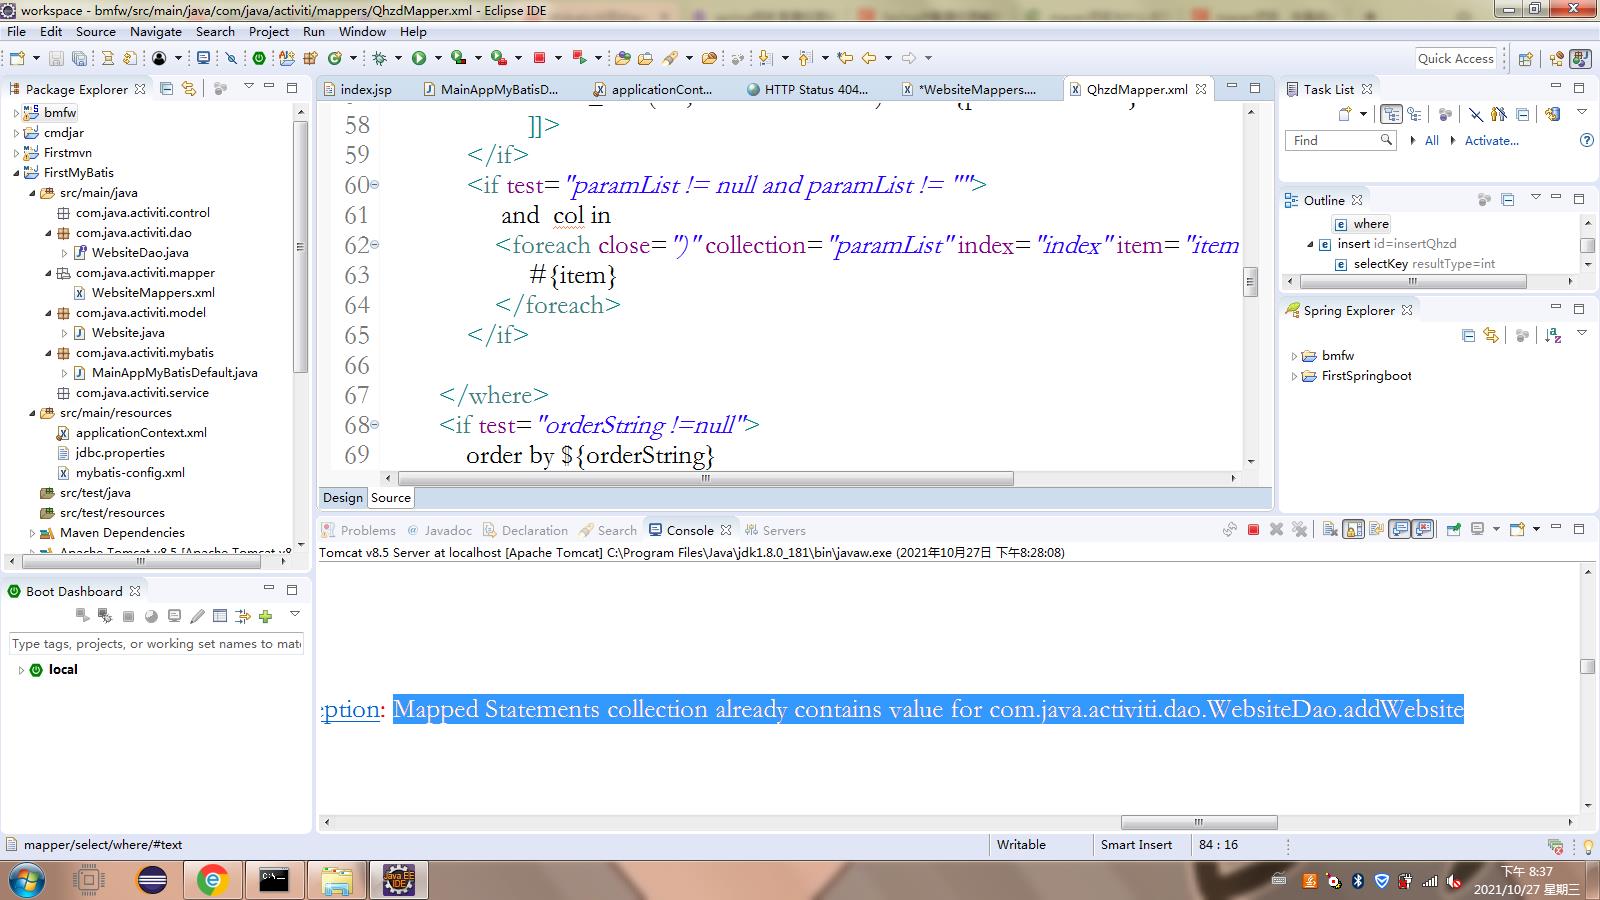 workspace - bmfw/src/main/java/com/java/activiti/mappers/QhzdMapper.xml - Eclipse IDE
File Edit Source Navigate Search Project Run Window Help
Quick Access
Package Explorer
bmfw
cmdjar
Firstmvn
FirstMyBatis
src/main/java
com.java.activiti.control
com.java.activiti.dao
WebsiteDao.java
com.java.activiti.mapper
WebsiteMappers.xml
com.java.activiti.model
Website.java
com.java.activiti.mybatis
MainAppMyBatisDefault.java
com.java.activiti.service
src/main/resources
applicationContext.xml
jdbc.properties
mybatis-config.xml
src/test/java
src/test/resources
Maven Dependencies
Boot Dashboard
Type tags, projects, or working set names to mat
local
index.jsp MainAppMyBatisD... applicationCont... HTTP Status 404... *WebsiteMappers.... QhzdMapper.xml
58 ]]>
59 </if>
60 <if test="paramList != null and paramList != "">
61 and col in
62 <foreach close=")" collection="paramList" index="index" item="item
63 #{item}
64 </foreach>
65 </if>
66
67 </where>
68 <if test="orderString !=null">
69 order by ${orderString}
Design Source
Task List
Find All Activate...
Outline
where
insert id=insertQhzd
selectKey resultType=int
Spring Explorer
bmfw
FirstSpringboot
Problems Javadoc Declaration Search Console Servers
Tomcat v8.5 Server at localhost [Apache Tomcat] C:\Program Files\Java\jdk1.8.0_181\bin\javaw.exe (2021年10月27日 下午8:28:08)
eption: Mapped Statements collection already contains value for com.java.activiti.dao.WebsiteDao.addWebsite
mapper/select/where/#text Writable Smart Insert 84 : 16
Java EE
IDE
下午 8:37
2021/10/27 星期三